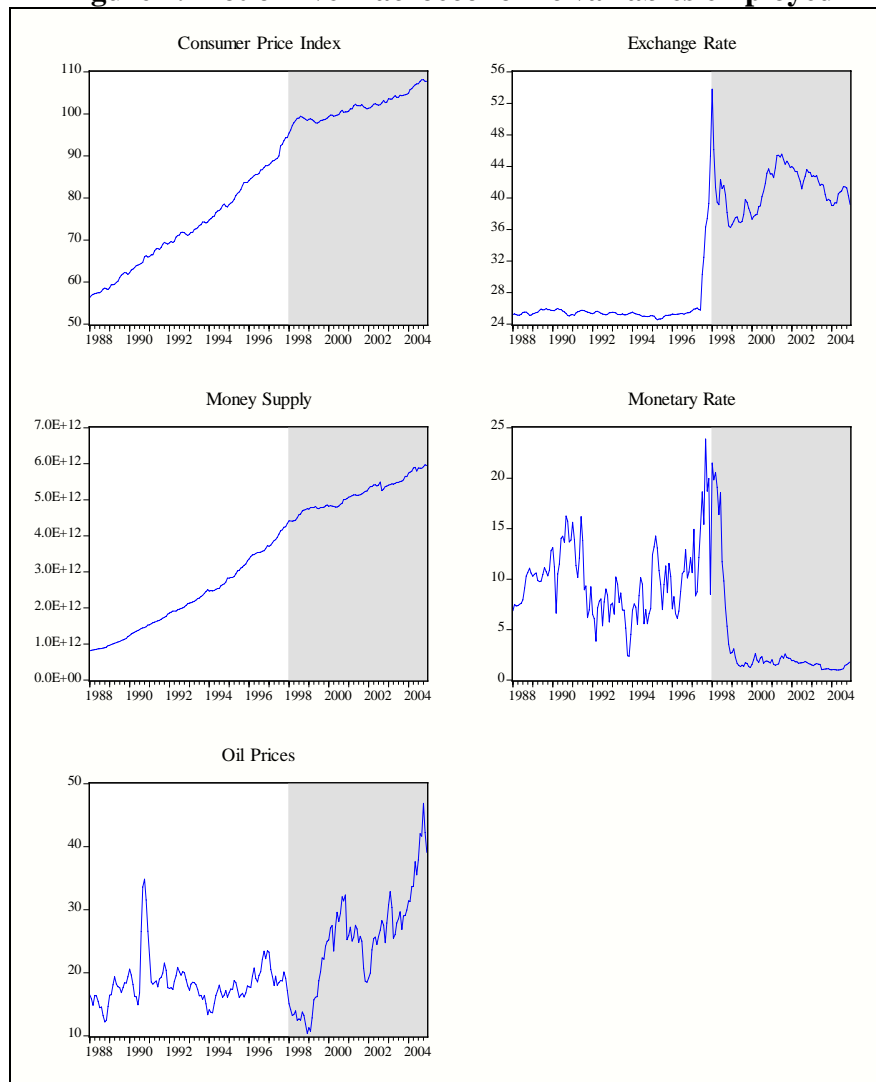 employed
Consumer Price Index
110
100
90
80
70
60
50
1988 1990 1992 1994 1996 1998 2000 2002 2004
Exchange Rate
56
52
48
44
40
36
32
28
24
1988 1990 1992 1994 1996 1998 2000 2002 2004
Money Supply
7.0E+12
6.0E+12
5.0E+12
4.0E+12
3.0E+12
2.0E+12
1.0E+12
0.0E+00
1988 1990 1992 1994 1996 1998 2000 2002 2004
Monetary Rate
25
20
15
10
5
0
1988 1990 1992 1994 1996 1998 2000 2002 2004
Oil Prices
50
40
30
20
10
1988 1990 1992 1994 1996 1998 2000 2002 2004